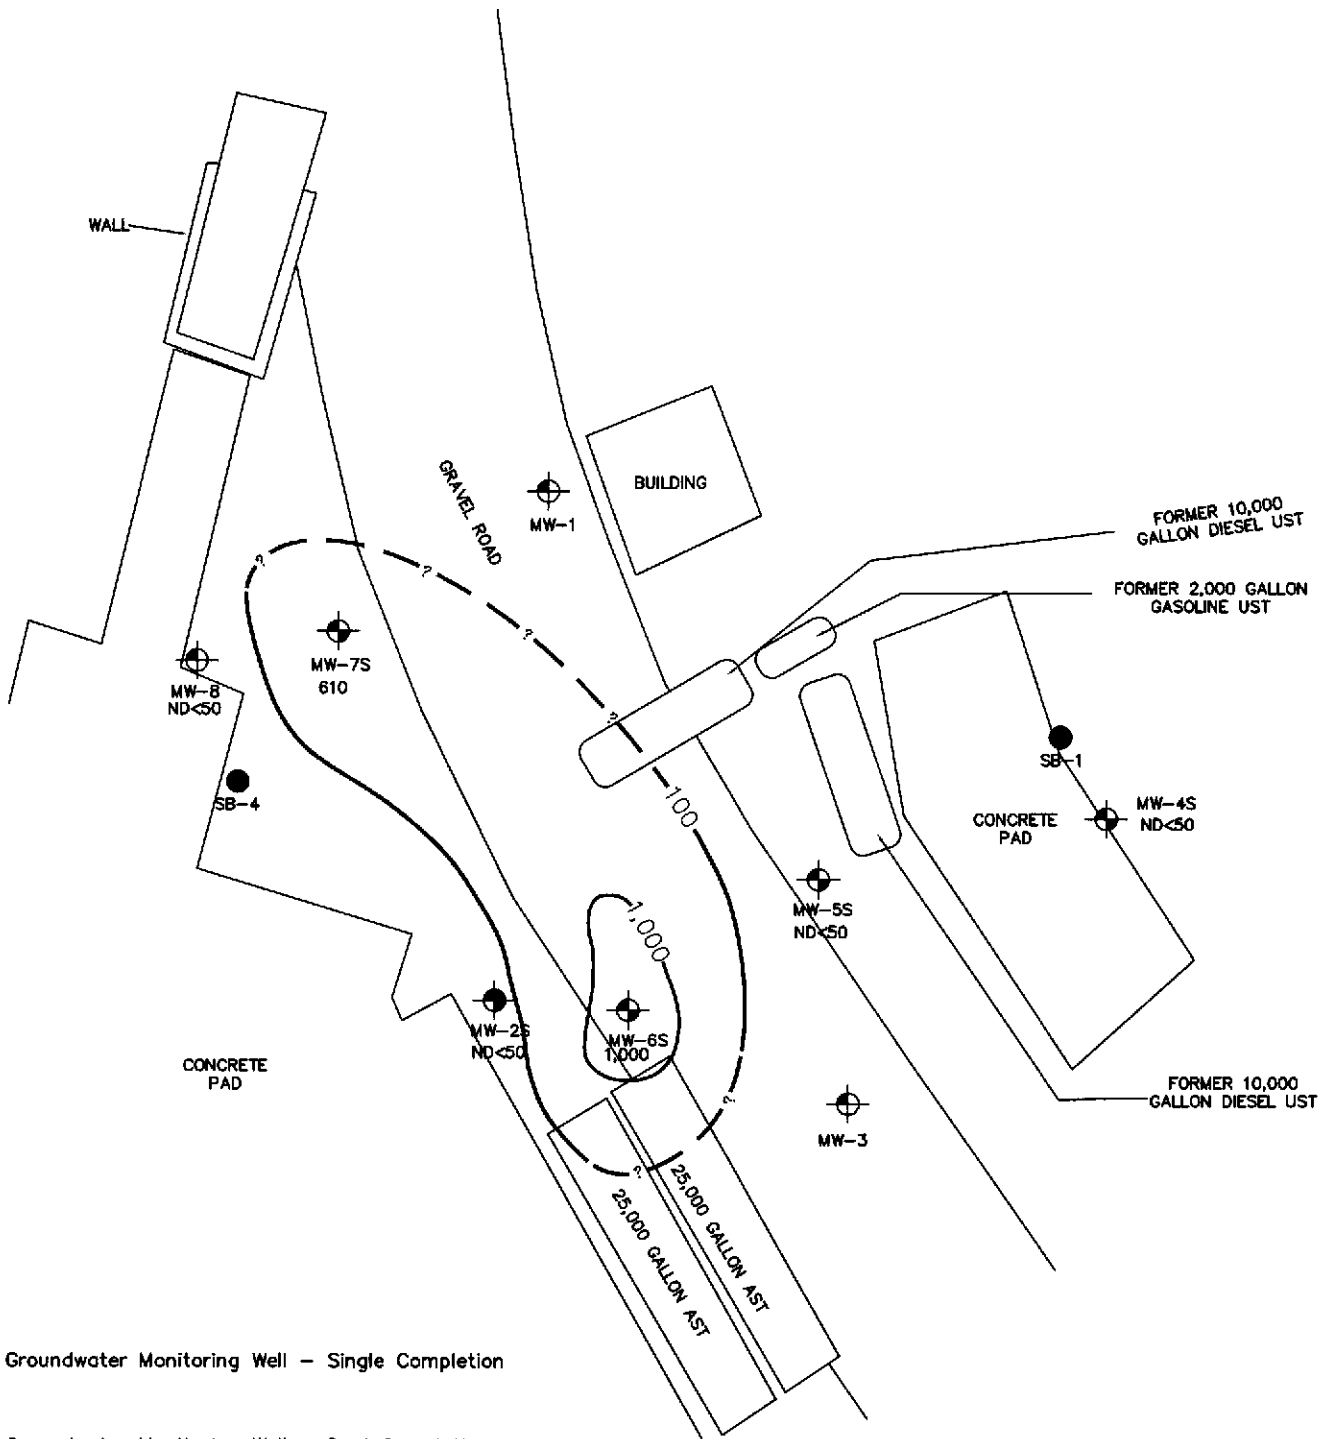 WALL
GRAVEL ROAD
BUILDING
MW-1
FORMER 10,000
GALLON DIESEL UST
FORMER 2,000 GALLON
GASOLINE UST
?
?
?
?
MW-7S
610
MW-8
ND<50
SB-4
100
SB-1
MW-4S
ND<50
CONCRETE
PAD
MW-5S
ND<50
1,000
MW-2S
ND<50
MW-6S
1,000
CONCRETE
PAD
?
MW-3
FORMER 10,000
GALLON DIESEL UST
?
25,000 GALLON AST
25,000 GALLON AST
Groundwater Monitoring Well – Single Completion